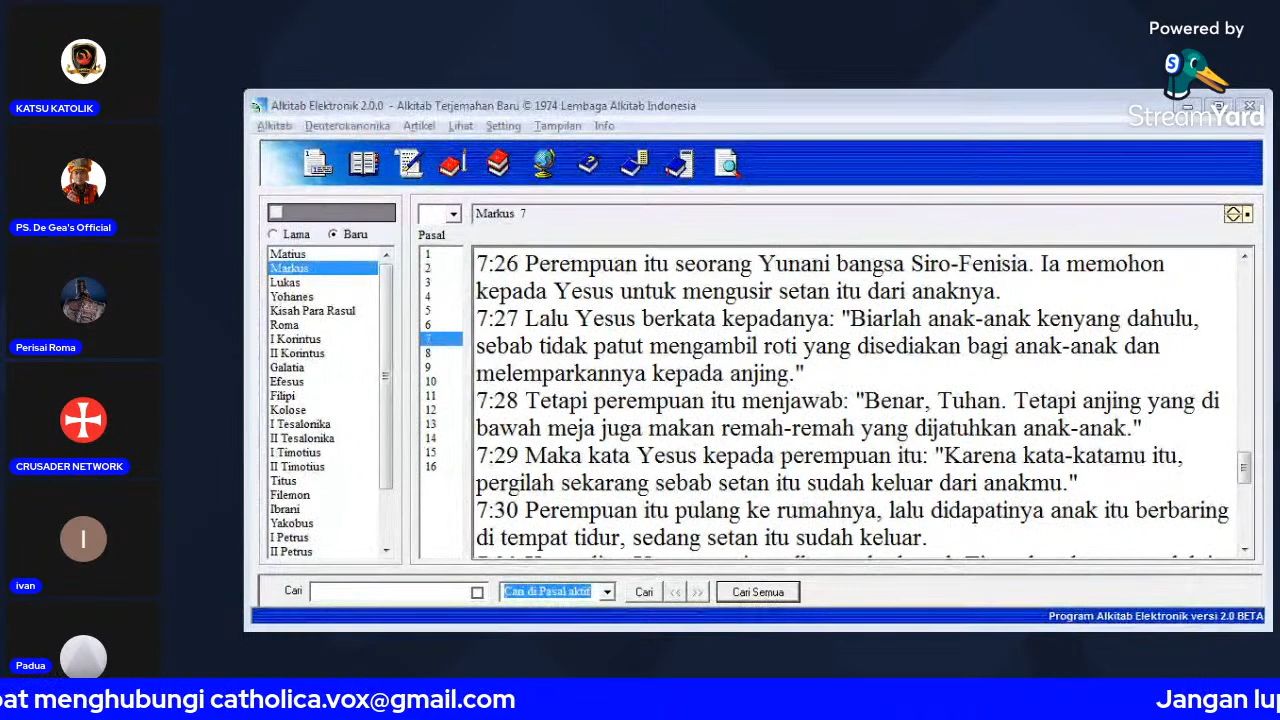 Powered by
StreamYard
KATSU KATOLIK
PS. De Gea's Official
Perisai Roma
CRUSADER NETWORK
I
ivan
Padua
Alkitab Elektronik 2.0.0 - Alkitab Terjemahan Baru © 1974 Lembaga Alkitab Indonesia
Alkitab Deuterokanonika Artikel Lihat Setting Tampilan Info
Lama Baru
Matius
Markus
Lukas
Yohanes
Kisah Para Rasul
Roma
I Korintus
II Korintus
Galatia
Efesus
Filipi
Kolose
I Tesalonika
II Tesalonika
I Timotius
II Timotius
Titus
Filemon
Ibrani
Yakobus
I Petrus
II Petrus
Pasal
1
2
3
4
5
6
7
8
9
10
11
12
13
14
15
16
Markus 7
7:26 Perempuan itu seorang Yunani bangsa Siro-Fenisia. Ia memohon
kepada Yesus untuk mengusir setan itu dari anaknya.
7:27 Lalu Yesus berkata kepadanya: "Biarlah anak-anak kenyang dahulu,
sebab tidak patut mengambil roti yang disediakan bagi anak-anak dan
melemparkannya kepada anjing."
7:28 Tetapi perempuan itu menjawab: "Benar, Tuhan. Tetapi anjing yang di
bawah meja juga makan remah-remah yang dijatuhkan anak-anak."
7:29 Maka kata Yesus kepada perempuan itu: "Karena kata-katamu itu,
pergilah sekarang sebab setan itu sudah keluar dari anakmu."
7:30 Perempuan itu pulang ke rumahnya, lalu didapatinya anak itu berbaring
di tempat tidur, sedang setan itu sudah keluar.
Cari Cari di Pasal aktif Cari << >> Cari Semua
Program Alkitab Elektronik versi 2.0 BETA
pat menghubungi catholica.vox@gmail.com
Jangan lup